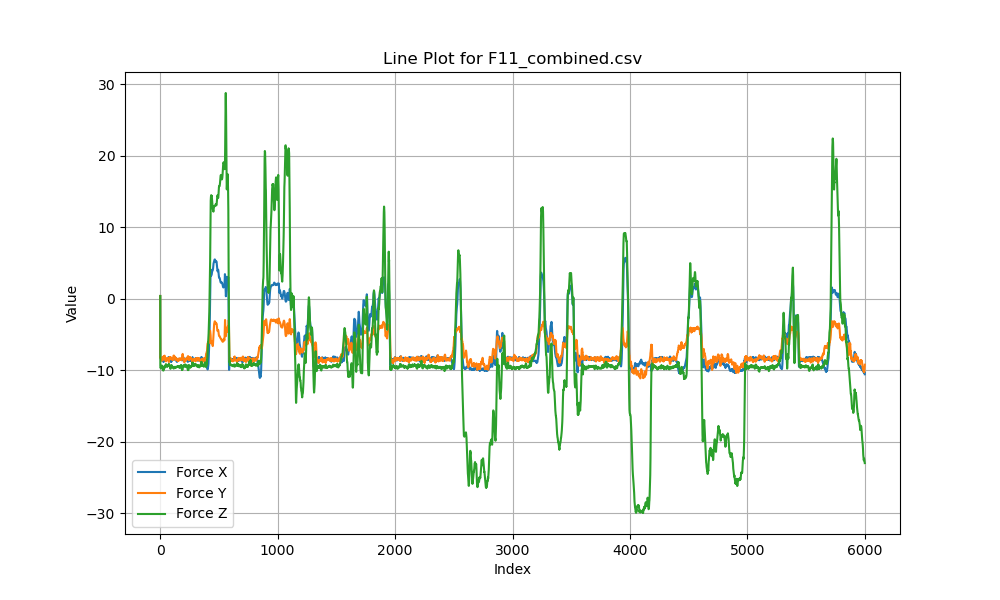 Line Plot for F11_combined.csv
30
20
10
0
−10
−20
−30
Value
Force X
Force Y
Force Z
0 1000 2000 3000 4000 5000 6000
Index